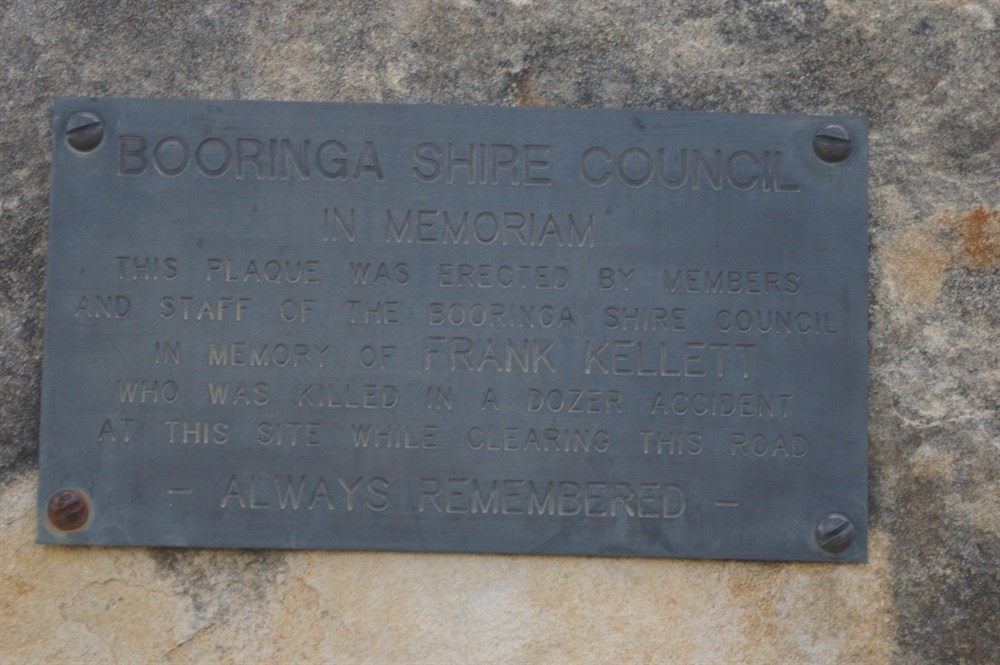 BOORINGA SHIRE COUNCIL
IN MEMORIAM
THIS PLAQUE WAS ERECTED BY MEMBERS
AND STAFF OF THE BOORINGA SHIRE COUNCIL
IN MEMORY OF FRANK KELLETT
WHO WAS KILLED IN A DOZER ACCIDENT
AT THIS SITE WHILE CLEARING THIS ROAD
- ALWAYS REMEMBERED -